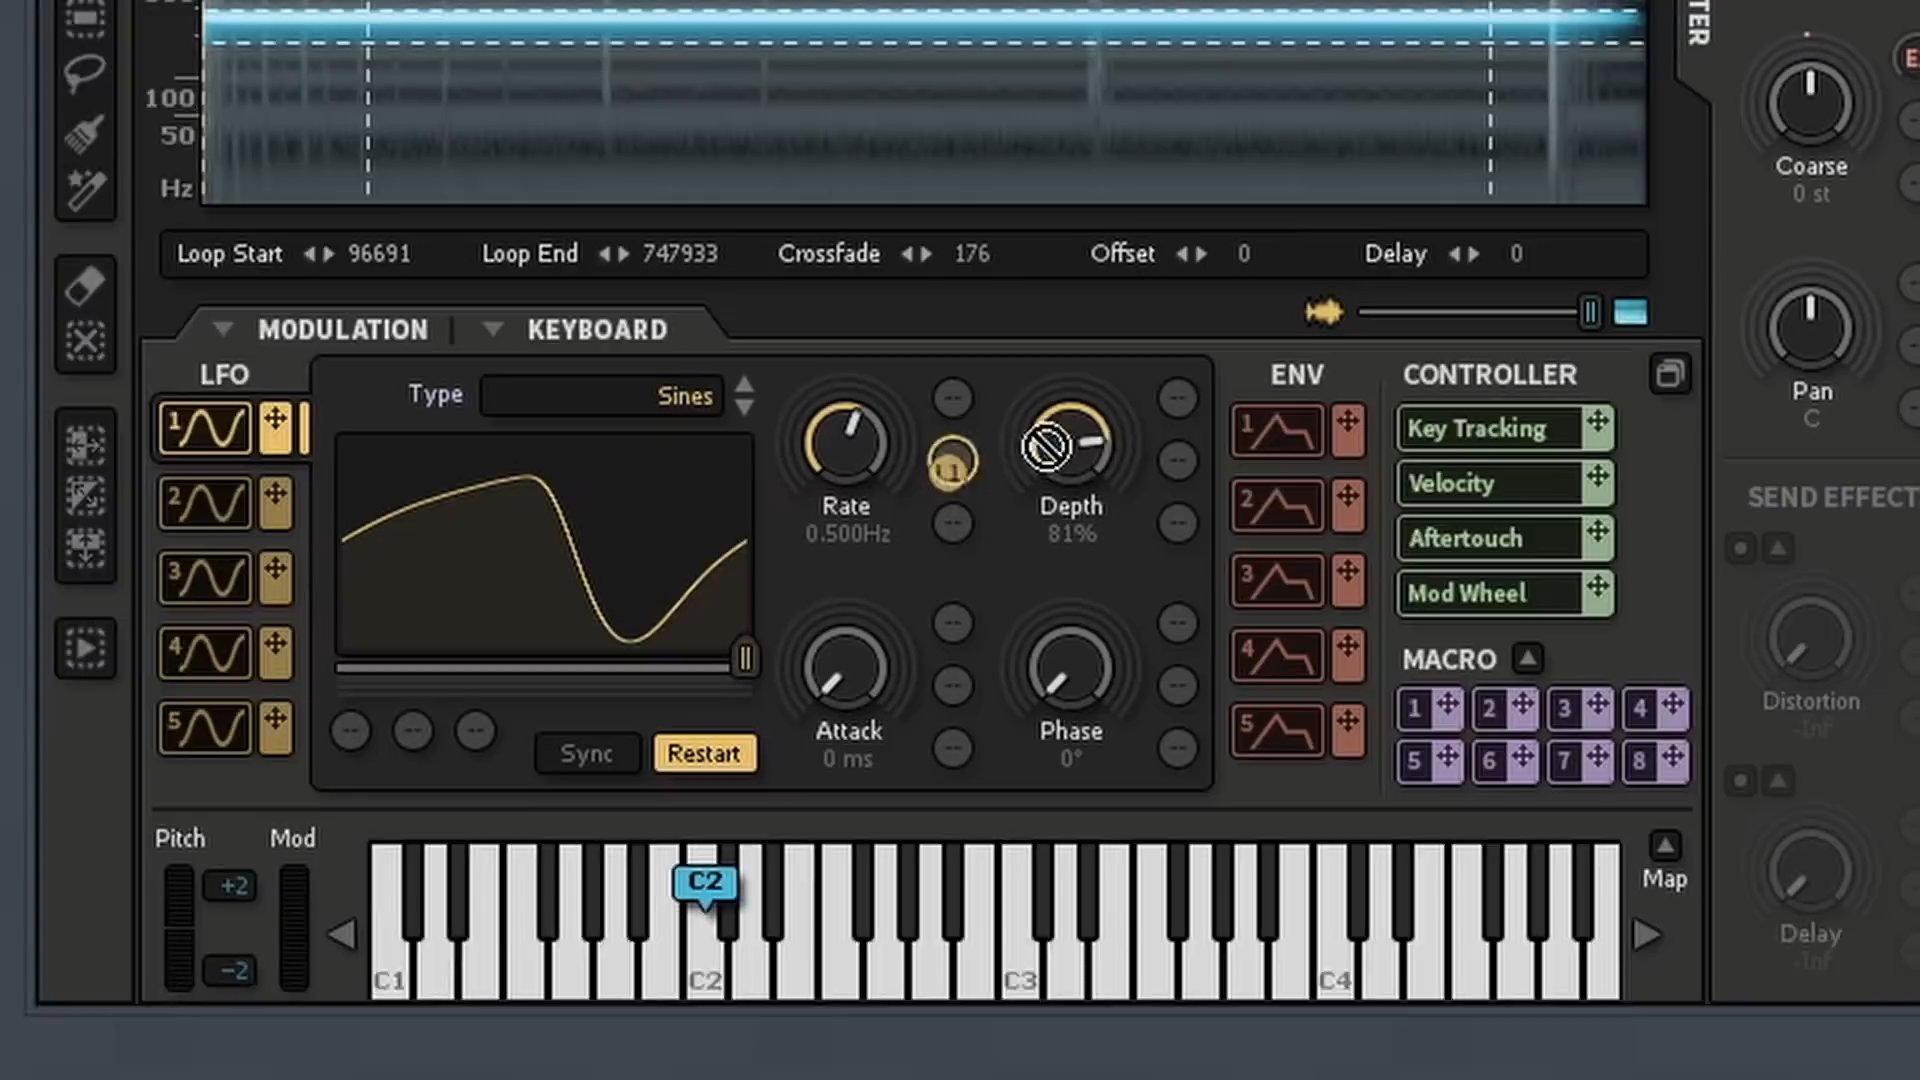 TER
100
50
Hz
Coarse
0 st
E
Loop Start 96691 Loop End 747933 Crossfade 176 Offset 0 Delay 0
Pan
C
MODULATION KEYBOARD
LFO
1
2
3
4
5
Type Sines
Rate
0.500Hz
Depth
81%
Attack
0 ms
Phase
0°
Sync Restart
ENV
1
2
3
4
5
CONTROLLER
Key Tracking
Velocity
Aftertouch
Mod Wheel
MACRO
1 2 3 4
5 6 7 8
SEND EFFECT
Distortion
-Inf
Delay
-Inf
Pitch Mod
+2
-2
C2
C1 C2 C3 C4
Map